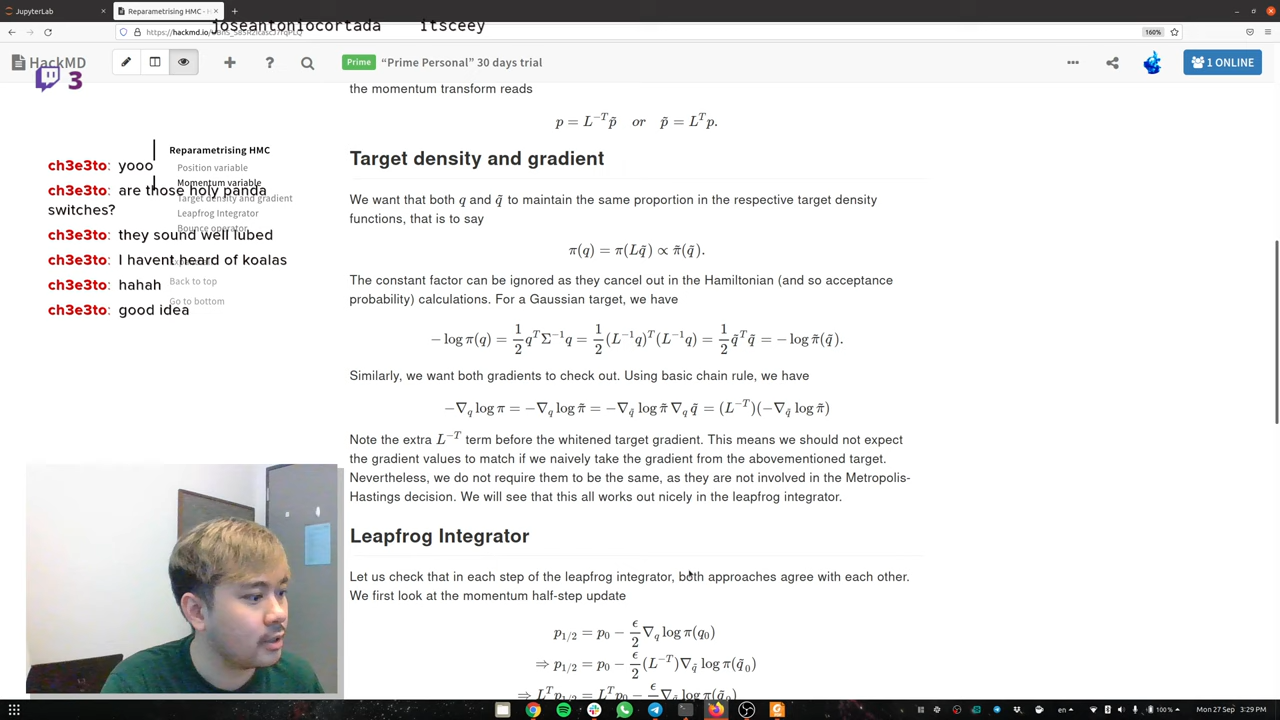 JupyterLab
Reparametrising HMC - ×
joseantoniocortada itsceey
160%
HackMD
Prime "Prime Personal" 30 days trial
1 ONLINE
3
ch3e3to: yooo
ch3e3to: are those holy panda
switches?
ch3e3to: they sound well lubed
ch3e3to: I havent heard of koalas
ch3e3to: hahah
ch3e3to: good idea
Reparametrising HMC
Position variable
Momentum variable
Target density and gradient
Leapfrog Integrator
Bounce operator
Back to top
Go to bottom
the momentum transform reads
p = L^{-T} p̃ or p̃ = L^T p.
Target density and gradient
We want that both q and q̃ to maintain the same proportion in the respective target density
functions, that is to say
π(q) = π(Lq̃) ∝ π̃(q̃).
The constant factor can be ignored as they cancel out in the Hamiltonian (and so acceptance
probability) calculations. For a Gaussian target, we have
− log π(q) = 1/2 q^T Σ^{-1} q = 1/2 (L^{-1}q)^T (L^{-1}q) = 1/2 q̃^T q̃ = − log π̃(q̃).
Similarly, we want both gradients to check out. Using basic chain rule, we have
−∇_q log π = −∇_q log π̃ = −∇_q̃ log π̃ ∇_q q̃ = (L^{-T})(−∇_q̃ log π̃)
Note the extra L^{-T} term before the whitened target gradient. This means we should not expect
the gradient values to match if we naively take the gradient from the abovementioned target.
Nevertheless, we do not require them to be the same, as they are not involved in the Metropolis-
Hastings decision. We will see that this all works out nicely in the leapfrog integrator.
Leapfrog Integrator
Let us check that in each step of the leapfrog integrator, both approaches agree with each other.
We first look at the momentum half-step update
p_{1/2} = p_0 − ϵ/2 ∇_q log π(q_0)
⇒ p_{1/2} = p_0 − ϵ/2 (L^{-T})∇_q̃ log π(q̃_0)
⇒ L^T p_{1/2} = L^T p_0 − ϵ/2 ∇_q̃ log π(q̃_0)
100 %
en
Mon 27 Sep 3:29 PM